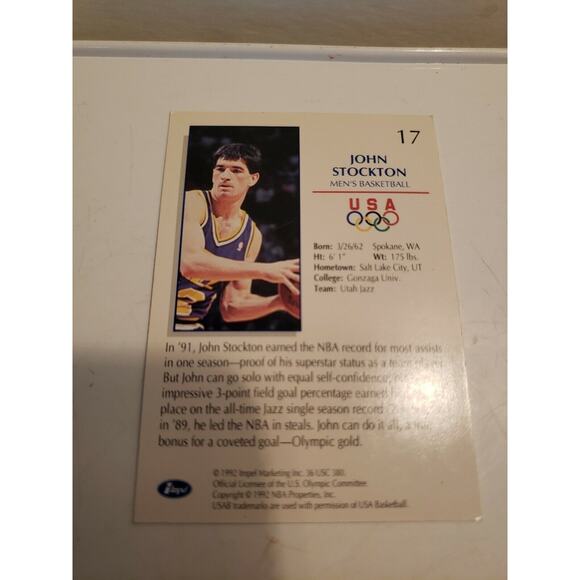 17
JOHN
STOCKTON
MEN'S BASKETBALL
USA
Born: 3/26/62 Spokane, WA
Ht: 6' 1" Wt: 175 lbs.
Hometown: Salt Lake City, UT
College: Gonzaga Univ.
Team: Utah Jazz
In '91, John Stockton earned the NBA record for most assists
in one season—proof of his superstar status as a team player.
But John can go solo with equal self-confidence,
impressive 3-point field goal percentage earned
place on the all-time Jazz single season record
in '89, he led the NBA in steals. John can do it all, a
bonus for a coveted goal—Olympic gold.
© 1992 Impel Marketing Inc. 36 USC 380.
Official Licensee of the U.S. Olympic Committee.
Copyright © 1992 NBA Properties, Inc.
USAB trademarks are used with permission of USA Basketball.
impel